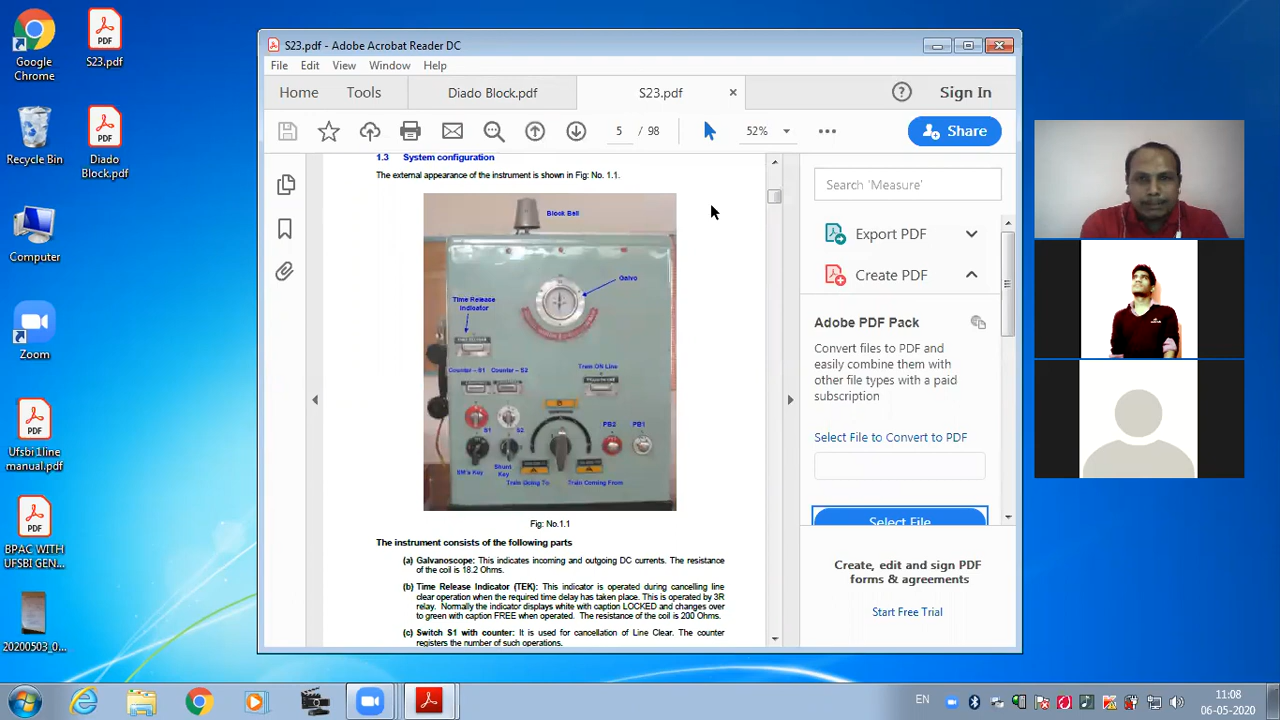 Google
Chrome
S23.pdf
Recycle Bin
Diado
Block.pdf
Computer
Zoom
Ufsbi 1line
manual.pdf
BPAC WITH
UFSBI GEN...
20200503_0...
S23.pdf - Adobe Acrobat Reader DC
File Edit View Window Help
Home Tools Diado Block.pdf S23.pdf × Sign In
5 / 98 52% Share
1.3 System configuration
The external appearance of the instrument is shown in Fig: No. 1.1.
Block Bell
Galvo
Time Release
Indicator
Counter – S1 Counter – S2
Train ON Line
S1 S2 PB2 PB1
SM's Key
Shunt
Key
Train Going To Train Coming From
Fig: No.1.1
The instrument consists of the following parts
(a) Galvanoscope: This indicates incoming and outgoing DC currents. The resistance
of the coil is 18.2 Ohms.
(b) Time Release Indicator (TEK): This indicator is operated during cancelling line
clear operation when the required time delay has taken place. This is operated by 3R
relay. Normally the indicator displays white with caption LOCKED and changes over
to green with caption FREE when operated. The resistance of the coil is 200 Ohms.
(c) Switch S1 with counter: It is used for cancellation of Line Clear. The counter
registers the number of such operations.
Search 'Measure'
Export PDF
Create PDF
Adobe PDF Pack
Convert files to PDF and
easily combine them with
other file types with a paid
subscription
Select File to Convert to PDF
Select File
Create, edit and sign PDF
forms & agreements
Start Free Trial
EN
11:08
06-05-2020